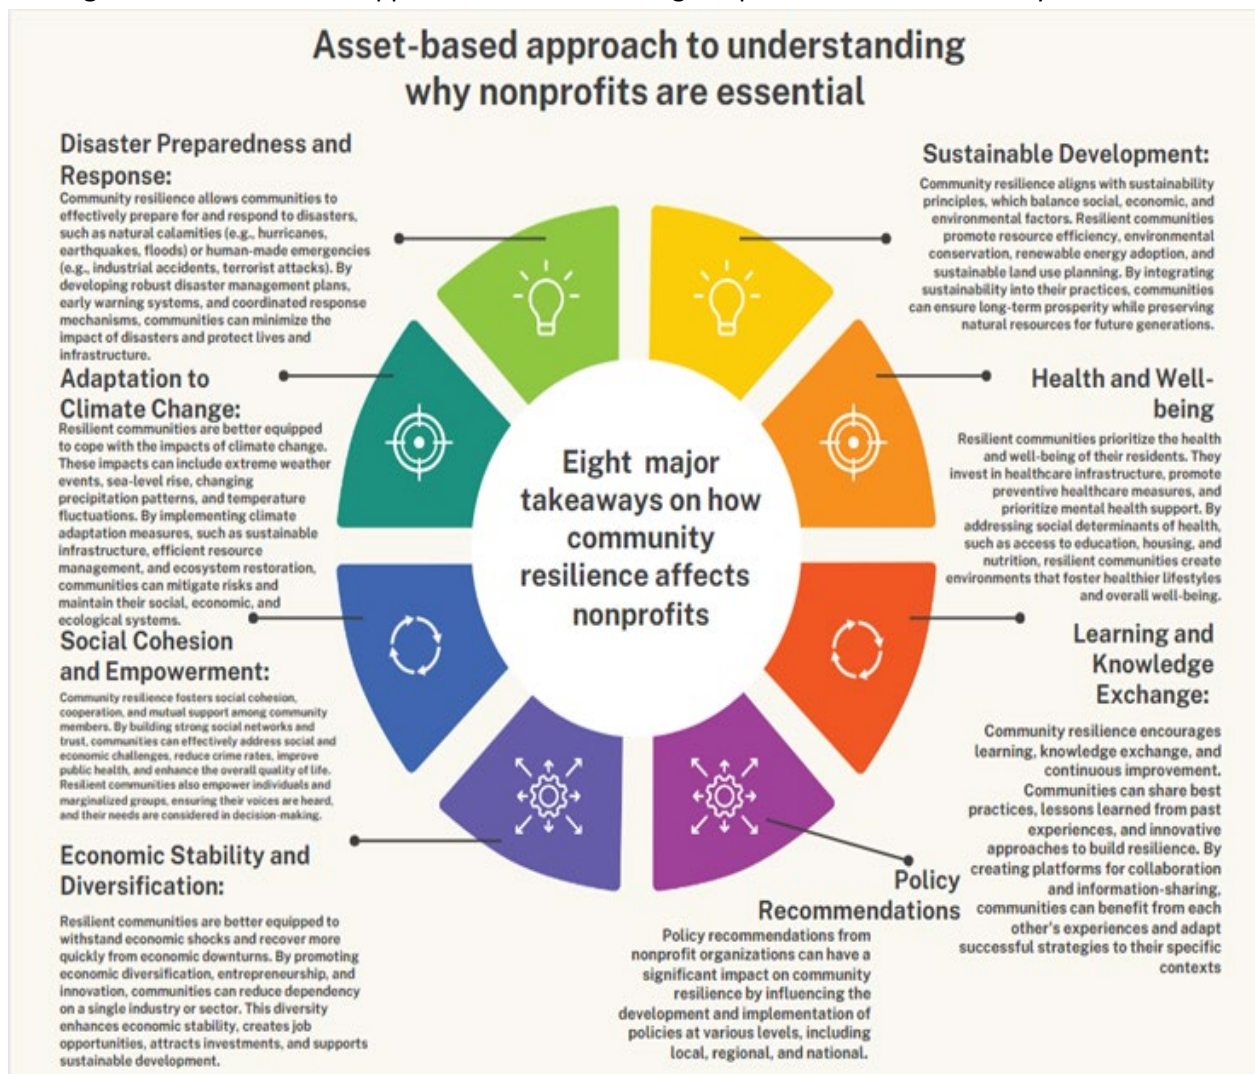 Asset-based approach to understanding
why nonprofits are essential
Disaster Preparedness and
Response:
Community resilience allows communities to
effectively prepare for and respond to disasters,
such as natural calamities (e.g., hurricanes,
earthquakes, floods) or human-made emergencies
(e.g., industrial accidents, terrorist attacks). By
developing robust disaster management plans,
early warning systems, and coordinated response
mechanisms, communities can minimize the
impact of disasters and protect lives and
infrastructure.
Adaptation to
Climate Change:
Resilient communities are better equipped
to cope with the impacts of climate change.
These impacts can include extreme weather
events, sea-level rise, changing
precipitation patterns, and temperature
fluctuations. By implementing climate
adaptation measures, such as sustainable
infrastructure, efficient resource
management, and ecosystem restoration,
communities can mitigate risks and
maintain their social, economic, and
ecological systems.
Social Cohesion
and Empowerment:
Community resilience fosters social cohesion,
cooperation, and mutual support among community
members. By building strong social networks and
trust, communities can effectively address social and
economic challenges, reduce crime rates, improve
public health, and enhance the overall quality of life.
Resilient communities also empower individuals and
marginalized groups, ensuring their voices are heard,
and their needs are considered in decision-making.
Economic Stability and
Diversification:
Resilient communities are better equipped to
withstand economic shocks and recover more
quickly from economic downturns. By promoting
economic diversification, entrepreneurship, and
innovation, communities can reduce dependency
on a single industry or sector. This diversity
enhances economic stability, creates job
opportunities, attracts investments, and supports
sustainable development.
Eight major
takeaways on how
community
resilience affects
nonprofits
Sustainable Development:
Community resilience aligns with sustainability
principles, which balance social, economic, and
environmental factors. Resilient communities
promote resource efficiency, environmental
conservation, renewable energy adoption, and
sustainable land use planning. By integrating
sustainability into their practices, communities
can ensure long-term prosperity while preserving
natural resources for future generations.
Health and Well-
being
Resilient communities prioritize the health
and well-being of their residents. They
invest in healthcare infrastructure, promote
preventive healthcare measures, and
prioritize mental health support. By
addressing social determinants of health,
such as access to education, housing, and
nutrition, resilient communities create
environments that foster healthier lifestyles
and overall well-being.
Learning and
Knowledge
Exchange:
Community resilience encourages
learning, knowledge exchange, and
continuous improvement.
Communities can share best
practices, lessons learned from past
experiences, and innovative
approaches to build resilience. By
creating platforms for collaboration
and information-sharing,
communities can benefit from each
other's experiences and adapt
successful strategies to their specific
contexts
Policy
Recommendations
Policy recommendations from
nonprofit organizations can have a
significant impact on community
resilience by influencing the
development and implementation of
policies at various levels, including
local, regional, and national.